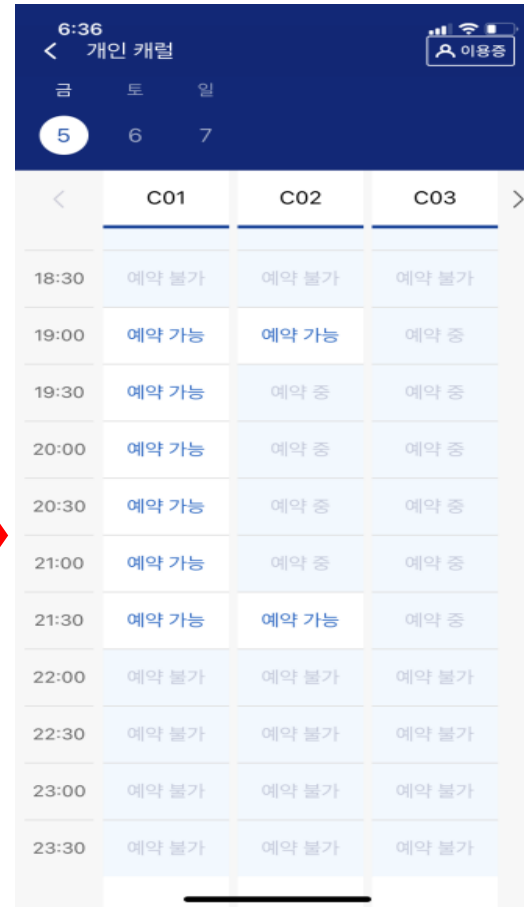 6:36
< 개인 캐럴 이용증
금 토 일
5 6 7
< C01 C02 C03 >
18:30 예약 불가 예약 불가 예약 불가
19:00 예약 가능 예약 가능 예약 중
19:30 예약 가능 예약 중 예약 중
20:00 예약 가능 예약 중 예약 중
20:30 예약 가능 예약 중 예약 중
21:00 예약 가능 예약 중 예약 중
21:30 예약 가능 예약 가능 예약 중
22:00 예약 불가 예약 불가 예약 불가
22:30 예약 불가 예약 불가 예약 불가
23:00 예약 불가 예약 불가 예약 불가
23:30 예약 불가 예약 불가 예약 불가